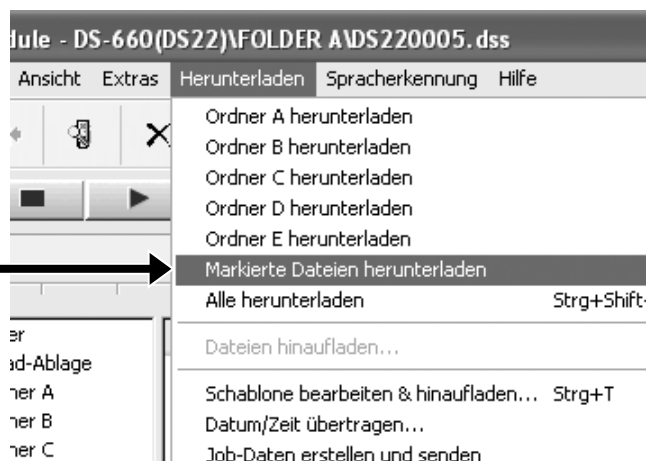 dule - DS-660(DS22)\FOLDER A\DS220005.dss
Ansicht Extras Herunterladen Spracherkennung Hilfe
Ordner A herunterladen
Ordner B herunterladen
Ordner C herunterladen
Ordner D herunterladen
Ordner E herunterladen
Markierte Dateien herunterladen
Alle herunterladen Strg+Shift-
Dateien hinaufladen...
Schablone bearbeiten & hinaufladen... Strg+T
Datum/Zeit übertragen...
Job-Daten erstellen und senden
er
ad-Ablage
ner A
ner B
ner C